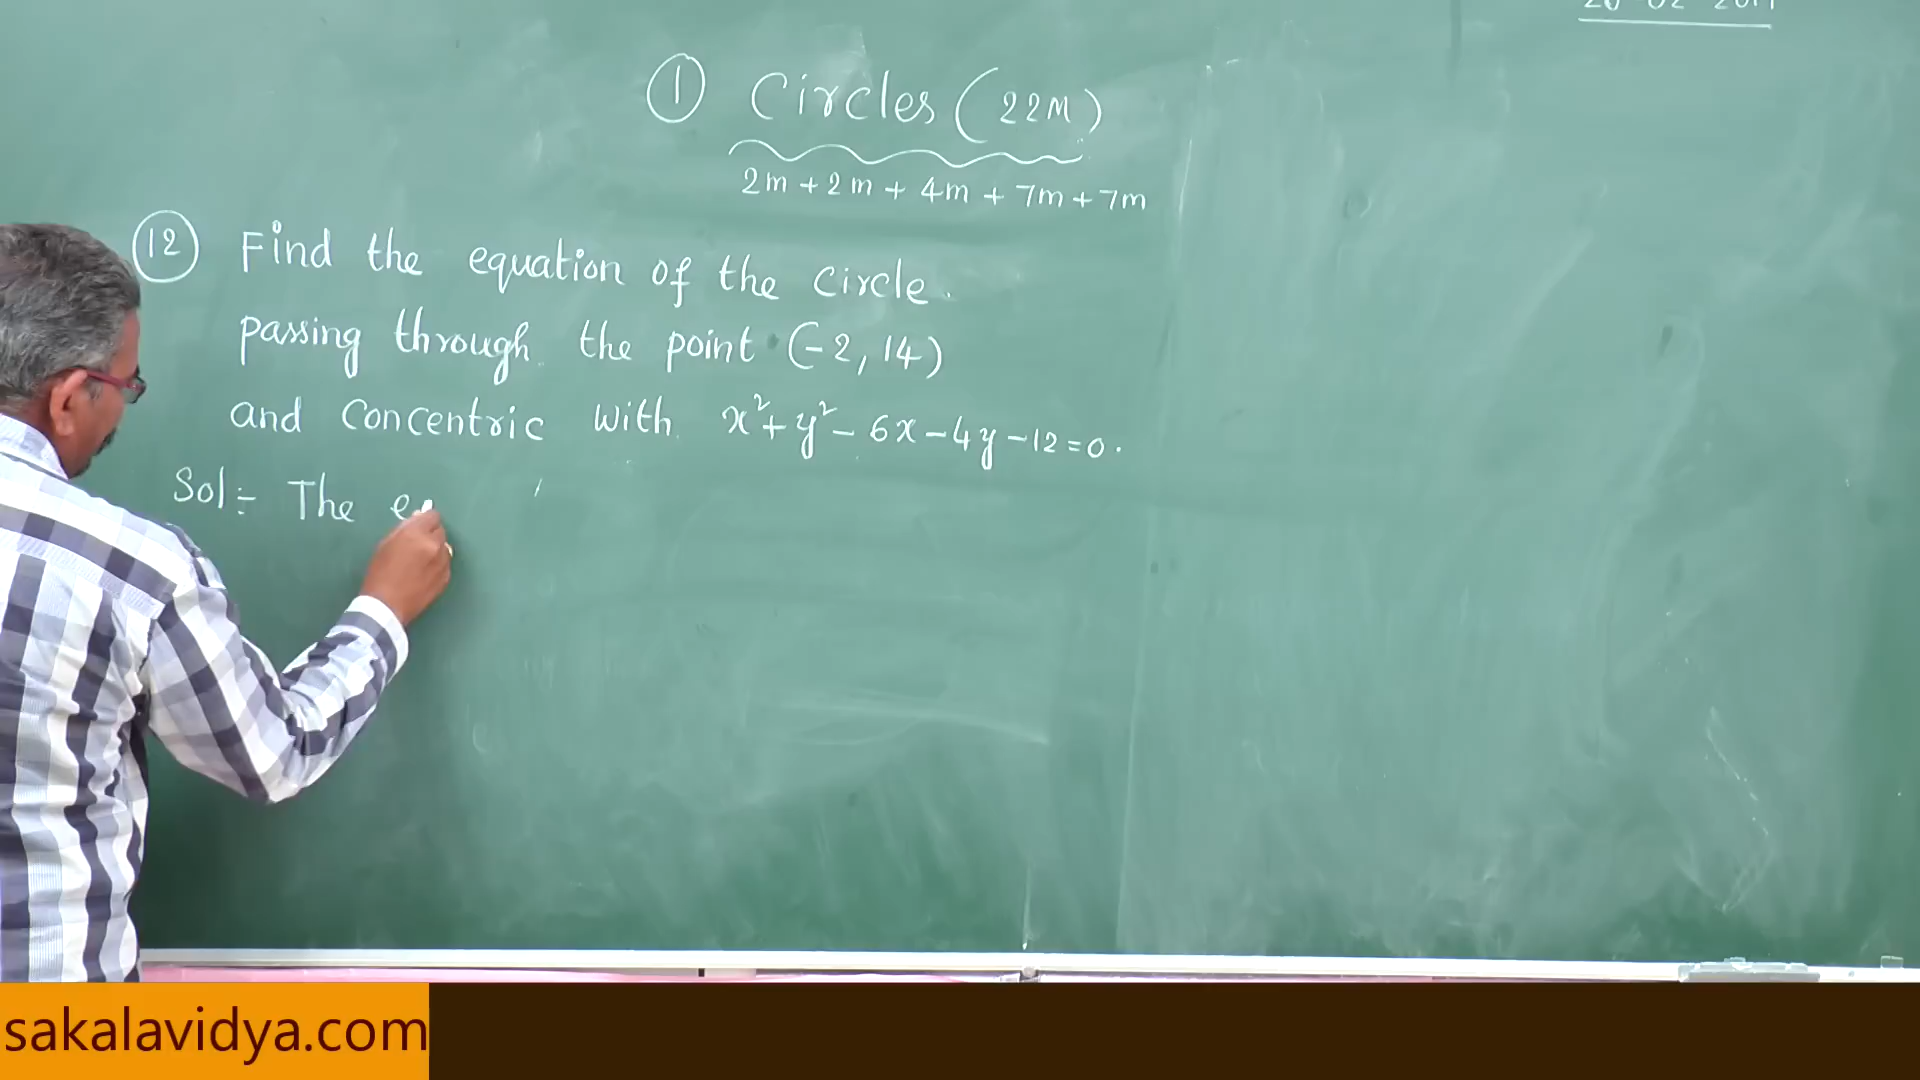 ① Circles (22M)
2m + 2m + 4m + 7m + 7m
⑫ Find the equation of the circle.
passing through the point (-2, 14)
and concentric with x² + y² - 6x - 4y - 12 = 0.
Sol:- The
sakalavidya.com